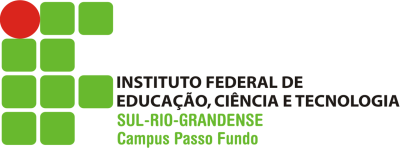 INSTITUTO FEDERAL DE
EDUCAÇÃO, CIÊNCIA E TECNOLOGIA
SUL-RIO-GRANDENSE
Campus Passo Fundo